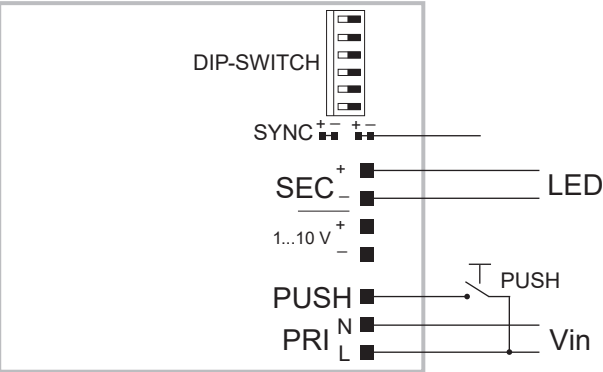 DIP-SWITCH
SYNC + – + –
SEC +
–
LED
1...10 V +
–
PUSH
PUSH
PRI N
L
Vin